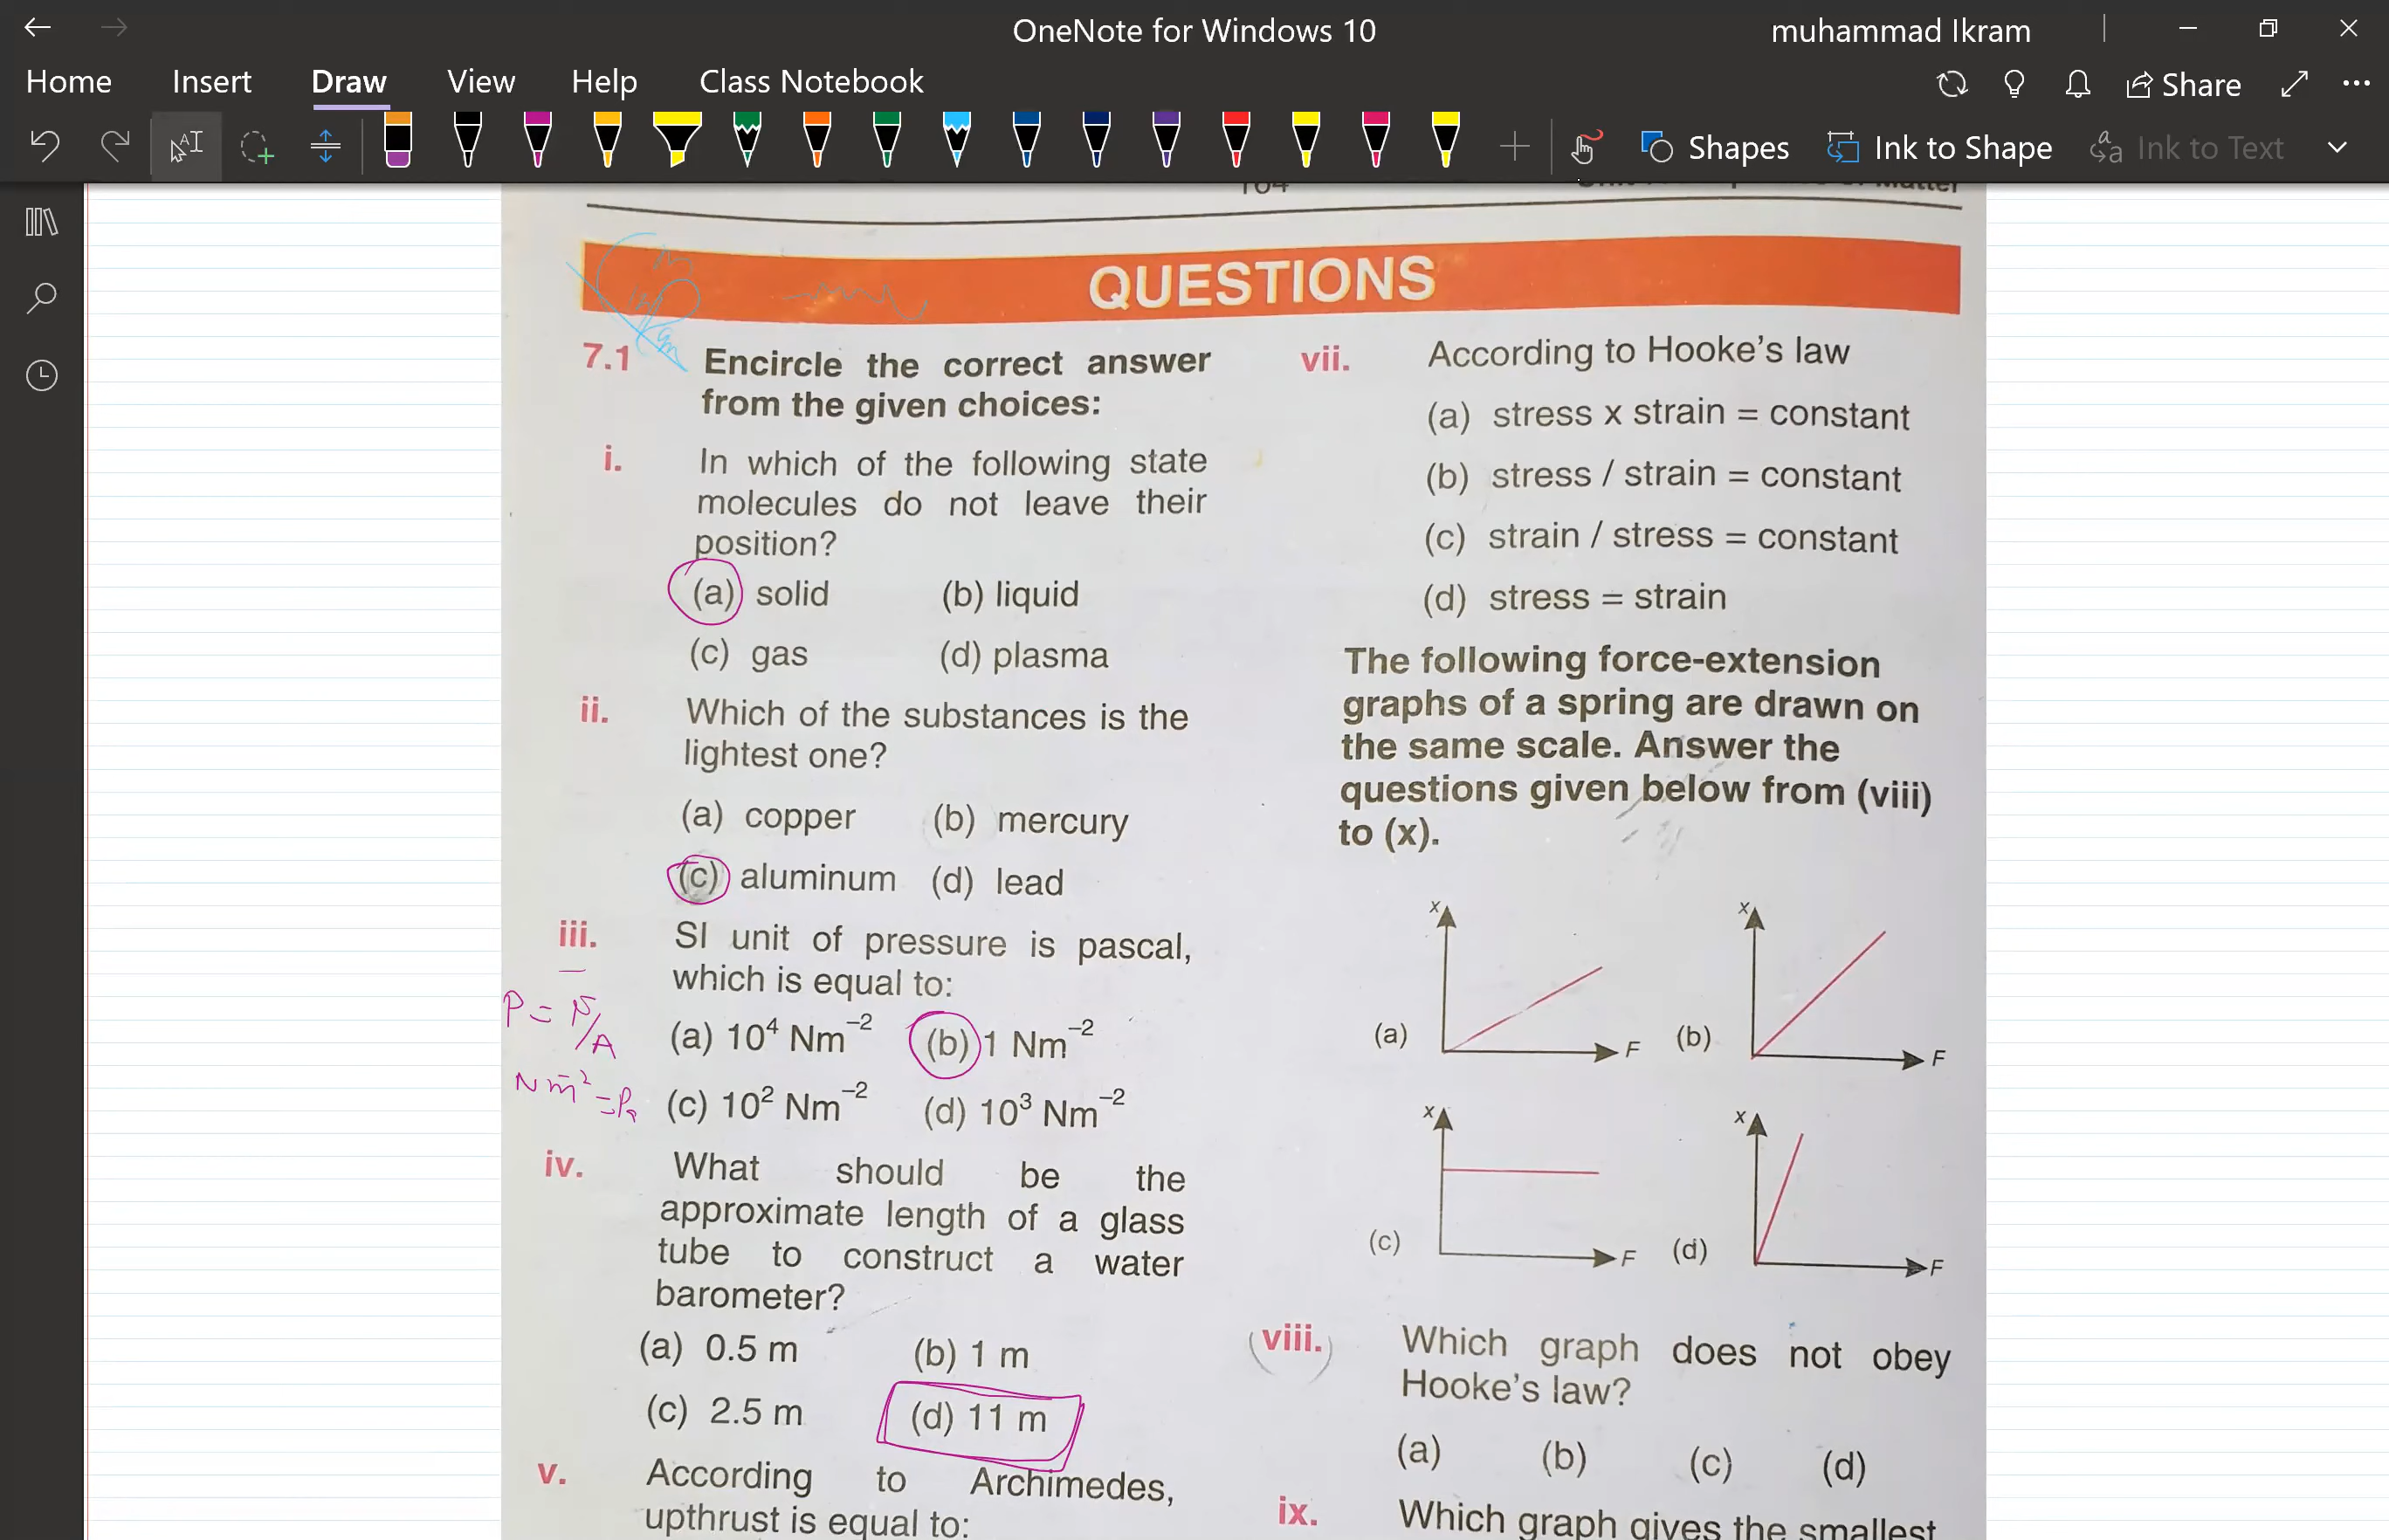 OneNote for Windows 10
muhammad Ikram
Home Insert Draw View Help Class Notebook
Share
Shapes Ink to Shape Ink to Text
164
Matter
QUESTIONS
7.1 Encircle the correct answer
from the given choices:
i. In which of the following state
molecules do not leave their
position?
(a) solid (b) liquid
(c) gas (d) plasma
ii. Which of the substances is the
lightest one?
(a) copper (b) mercury
(c) aluminum (d) lead
iii. SI unit of pressure is pascal,
which is equal to:
(a) 10⁴ Nm⁻² (b) 1 Nm⁻²
(c) 10² Nm⁻² (d) 10³ Nm⁻²
P = F/A
Nm⁻² = Pa
iv. What should be the
approximate length of a glass
tube to construct a water
barometer?
(a) 0.5 m (b) 1 m
(c) 2.5 m (d) 11 m
v. According to Archimedes,
upthrust is equal to:
vii. According to Hooke's law
(a) stress x strain = constant
(b) stress / strain = constant
(c) strain / stress = constant
(d) stress = strain
The following force-extension
graphs of a spring are drawn on
the same scale. Answer the
questions given below from (viii)
to (x).
x x
(a) F (b) F
x x
(c) F (d) F
viii. Which graph does not obey
Hooke's law?
(a) (b) (c) (d)
ix. Which graph gives the smallest